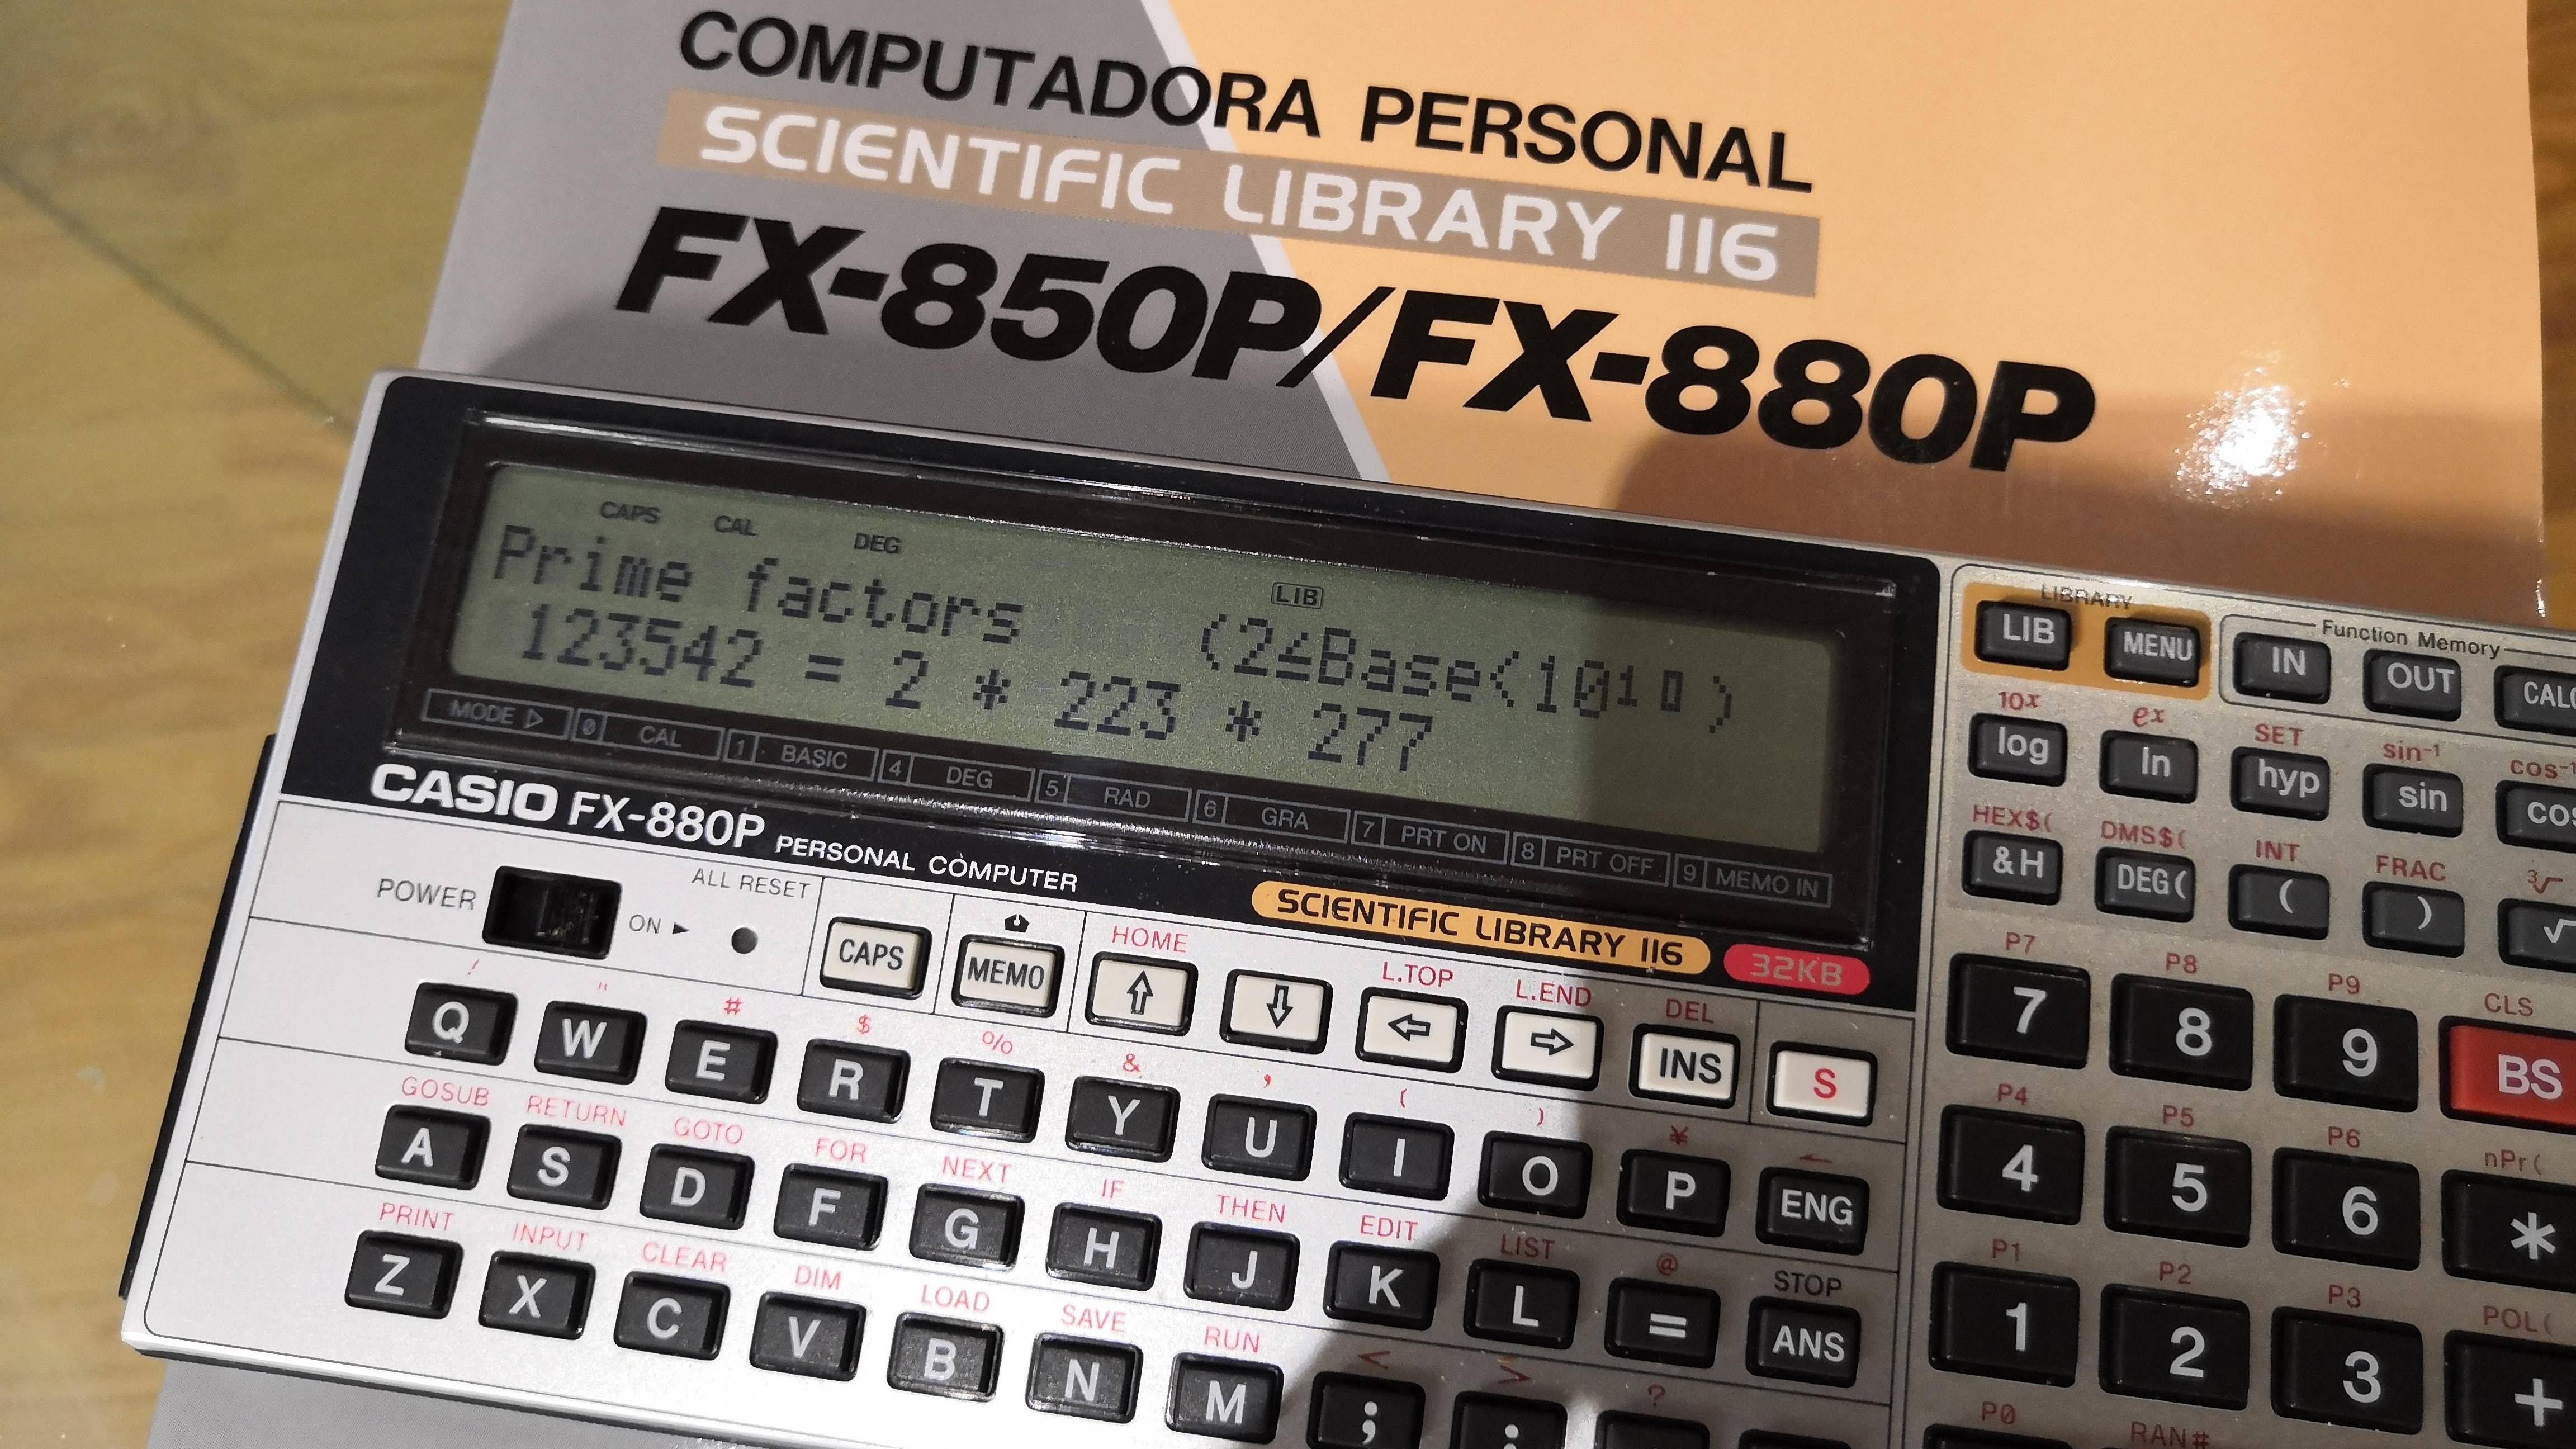 COMPUTADORA PERSONAL
SCIENTIFIC LIBRARY 116
FX-850P/FX-880P
CAPS CAL DEG LIB
Prime factors (2≤Base<10¹⁰)
123542 = 2 * 223 * 277
MODE ▷ 0 CAL 1 BASIC 4 DEG 5 RAD 6 GRA 7 PRT ON 8 PRT OFF 9 MEMO IN
CASIO FX-880P PERSONAL COMPUTER
SCIENTIFIC LIBRARY 116 32KB
LIBRARY
LIB MENU
Function Memory
IN OUT CALC
10x ex SET sin-1 cos-1
log ln hyp sin cos
HEX$( DMS$( INT FRAC 3√
&H DEG( ( ) √
POWER ON ► ALL RESET
CAPS MEMO
HOME L.TOP L.END DEL
⇧ ⇩ ⇦ ⇨ INS S
! " # $ % & ' ( ) ¥ ←
Q W E R T Y U I O P ENG
GOSUB RETURN GOTO FOR NEXT IF THEN EDIT LIST @ STOP
A S D F G H J K L = ANS
PRINT INPUT CLEAR DIM LOAD SAVE RUN < > ?
Z X C V B N M ; :
P7 P8 P9 CLS
7 8 9 BS
P4 P5 P6 nPr(
4 5 6 *
P1 P2 P3 POL(
1 2 3 +
P0 RAN#